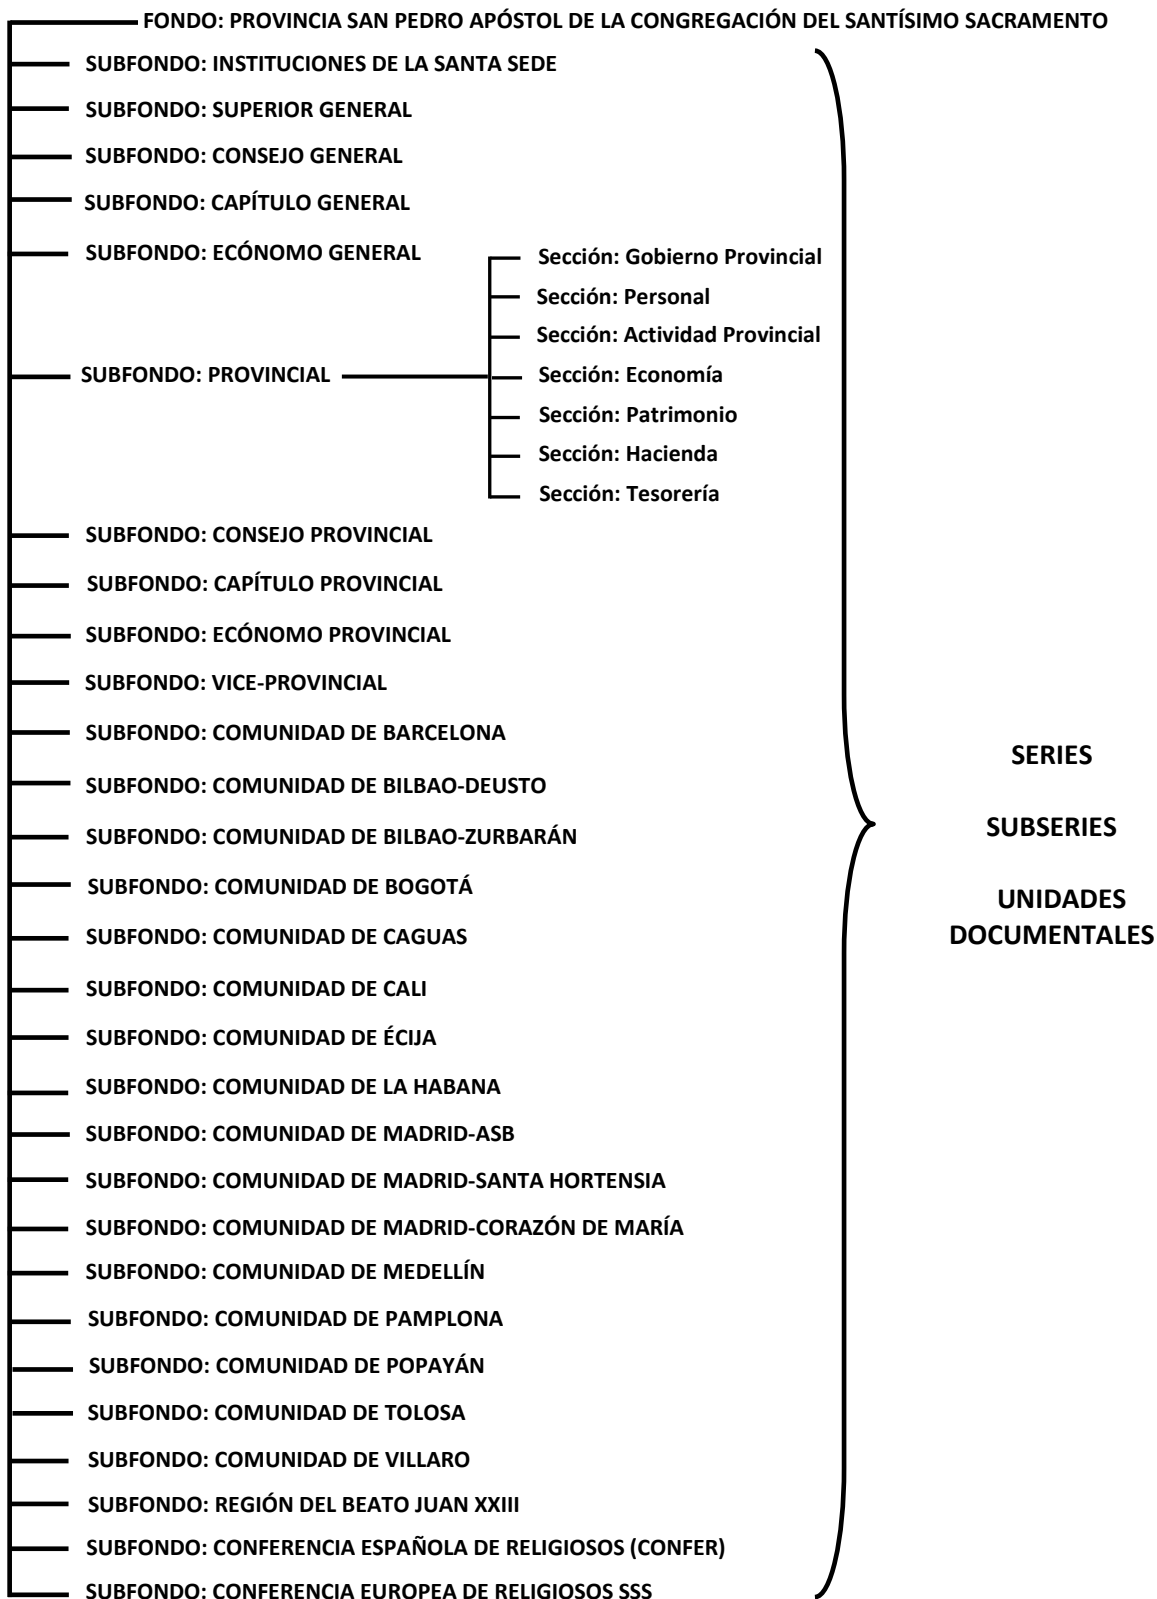 FONDO: PROVINCIA SAN PEDRO APÓSTOL DE LA CONGREGACIÓN DEL SANTÍSIMO SACRAMENTO
SUBFONDO: INSTITUCIONES DE LA SANTA SEDE
SUBFONDO: SUPERIOR GENERAL
SUBFONDO: CONSEJO GENERAL
SUBFONDO: CAPÍTULO GENERAL
SUBFONDO: ECÓNOMO GENERAL
SUBFONDO: PROVINCIAL
Sección: Gobierno Provincial
Sección: Personal
Sección: Actividad Provincial
Sección: Economía
Sección: Patrimonio
Sección: Hacienda
Sección: Tesorería
SUBFONDO: CONSEJO PROVINCIAL
SUBFONDO: CAPÍTULO PROVINCIAL
SUBFONDO: ECÓNOMO PROVINCIAL
SUBFONDO: VICE-PROVINCIAL
SUBFONDO: COMUNIDAD DE BARCELONA
SUBFONDO: COMUNIDAD DE BILBAO-DEUSTO
SUBFONDO: COMUNIDAD DE BILBAO-ZURBARÁN
SUBFONDO: COMUNIDAD DE BOGOTÁ
SUBFONDO: COMUNIDAD DE CAGUAS
SUBFONDO: COMUNIDAD DE CALI
SUBFONDO: COMUNIDAD DE ÉCIJA
SUBFONDO: COMUNIDAD DE LA HABANA
SUBFONDO: COMUNIDAD DE MADRID-ASB
SUBFONDO: COMUNIDAD DE MADRID-SANTA HORTENSIA
SUBFONDO: COMUNIDAD DE MADRID-CORAZÓN DE MARÍA
SUBFONDO: COMUNIDAD DE MEDELLÍN
SUBFONDO: COMUNIDAD DE PAMPLONA
SUBFONDO: COMUNIDAD DE POPAYÁN
SUBFONDO: COMUNIDAD DE TOLOSA
SUBFONDO: COMUNIDAD DE VILLARO
SUBFONDO: REGIÓN DEL BEATO JUAN XXIII
SUBFONDO: CONFERENCIA ESPAÑOLA DE RELIGIOSOS (CONFER)
SUBFONDO: CONFERENCIA EUROPEA DE RELIGIOSOS SSS
SERIES
SUBSERIES
UNIDADES
DOCUMENTALES